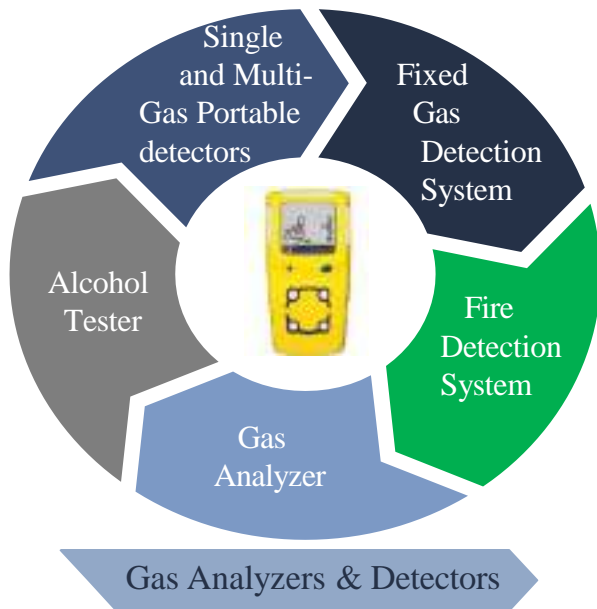 Single
and Multi-
Gas Portable
detectors
Fixed
Gas
Detection
System
Fire
Detection
System
Gas
Analyzer
Alcohol
Tester
Gas Analyzers & Detectors